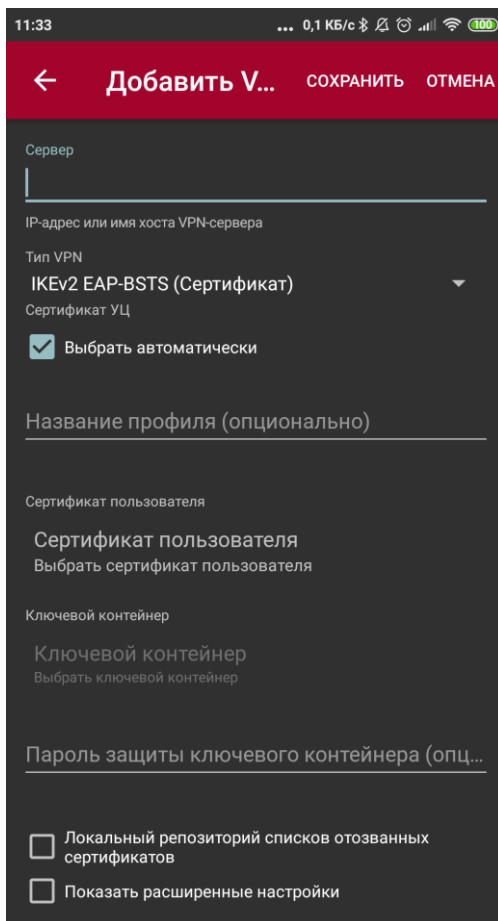 11:33
... 0,1 КБ/с 100
Добавить V... СОХРАНИТЬ ОТМЕНА
Сервер
IP-адрес или имя хоста VPN-сервера
Тип VPN
IKEv2 EAP-BSTS (Сертификат)
Сертификат УЦ
Выбрать автоматически
Название профиля (опционально)
Сертификат пользователя
Сертификат пользователя
Выбрать сертификат пользователя
Ключевой контейнер
Ключевой контейнер
Выбрать ключевой контейнер
Пароль защиты ключевого контейнера (опц...
Локальный репозиторий списков отозванных
сертификатов
Показать расширенные настройки